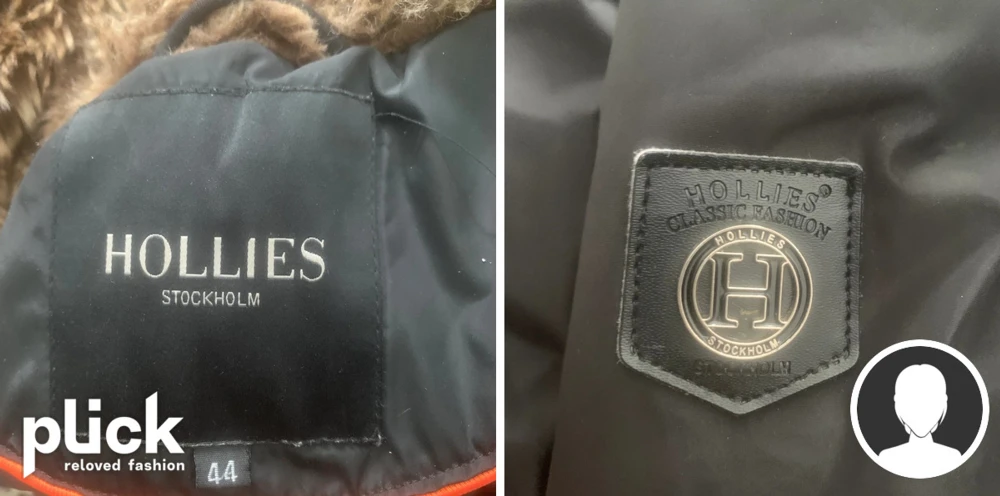 HOLLIES
STOCKHOLM
plick
reloved fashion
44
HOLLIES®
CLASSIC FASHION
HOLLIES
H
STOCKHOLM
STOCKHOLM